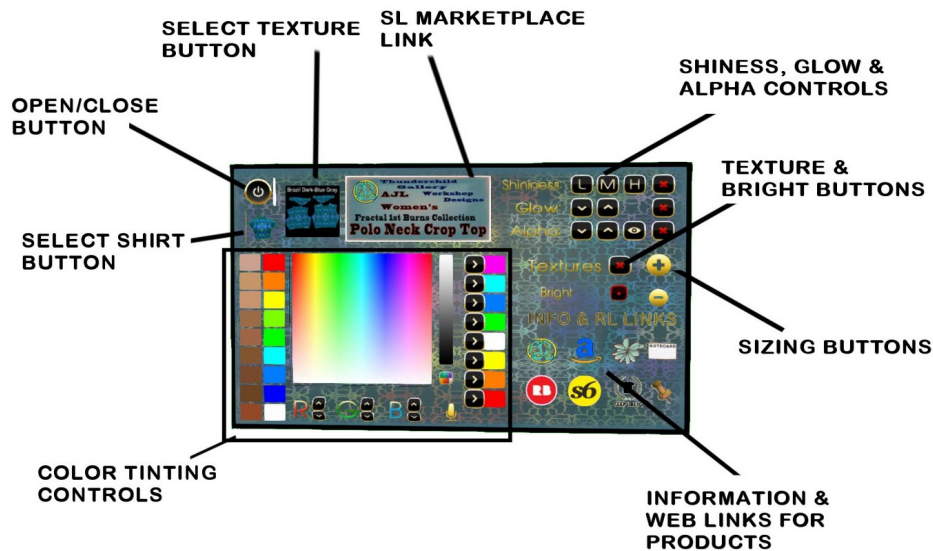 SELECT TEXTURE
BUTTON
SL MARKETPLACE
LINK
SHINESS, GLOW &
ALPHA CONTROLS
OPEN/CLOSE
BUTTON
TEXTURE &
BRIGHT BUTTONS
SELECT SHIRT
BUTTON
SIZING BUTTONS
COLOR TINTING
CONTROLS
INFORMATION &
WEB LINKS FOR
PRODUCTS
Brazil Dark-Blue Grey
Thunderchild
Gallery
AJL Workshop
Designs
Women's
Fractal 1st Burns Collection
Polo Neck Crop Top
Shininess L M H
Glow
Alpha
Textures
Bright
INFO & RL LINKS
a
NOTECARD
RB
s6
R G B